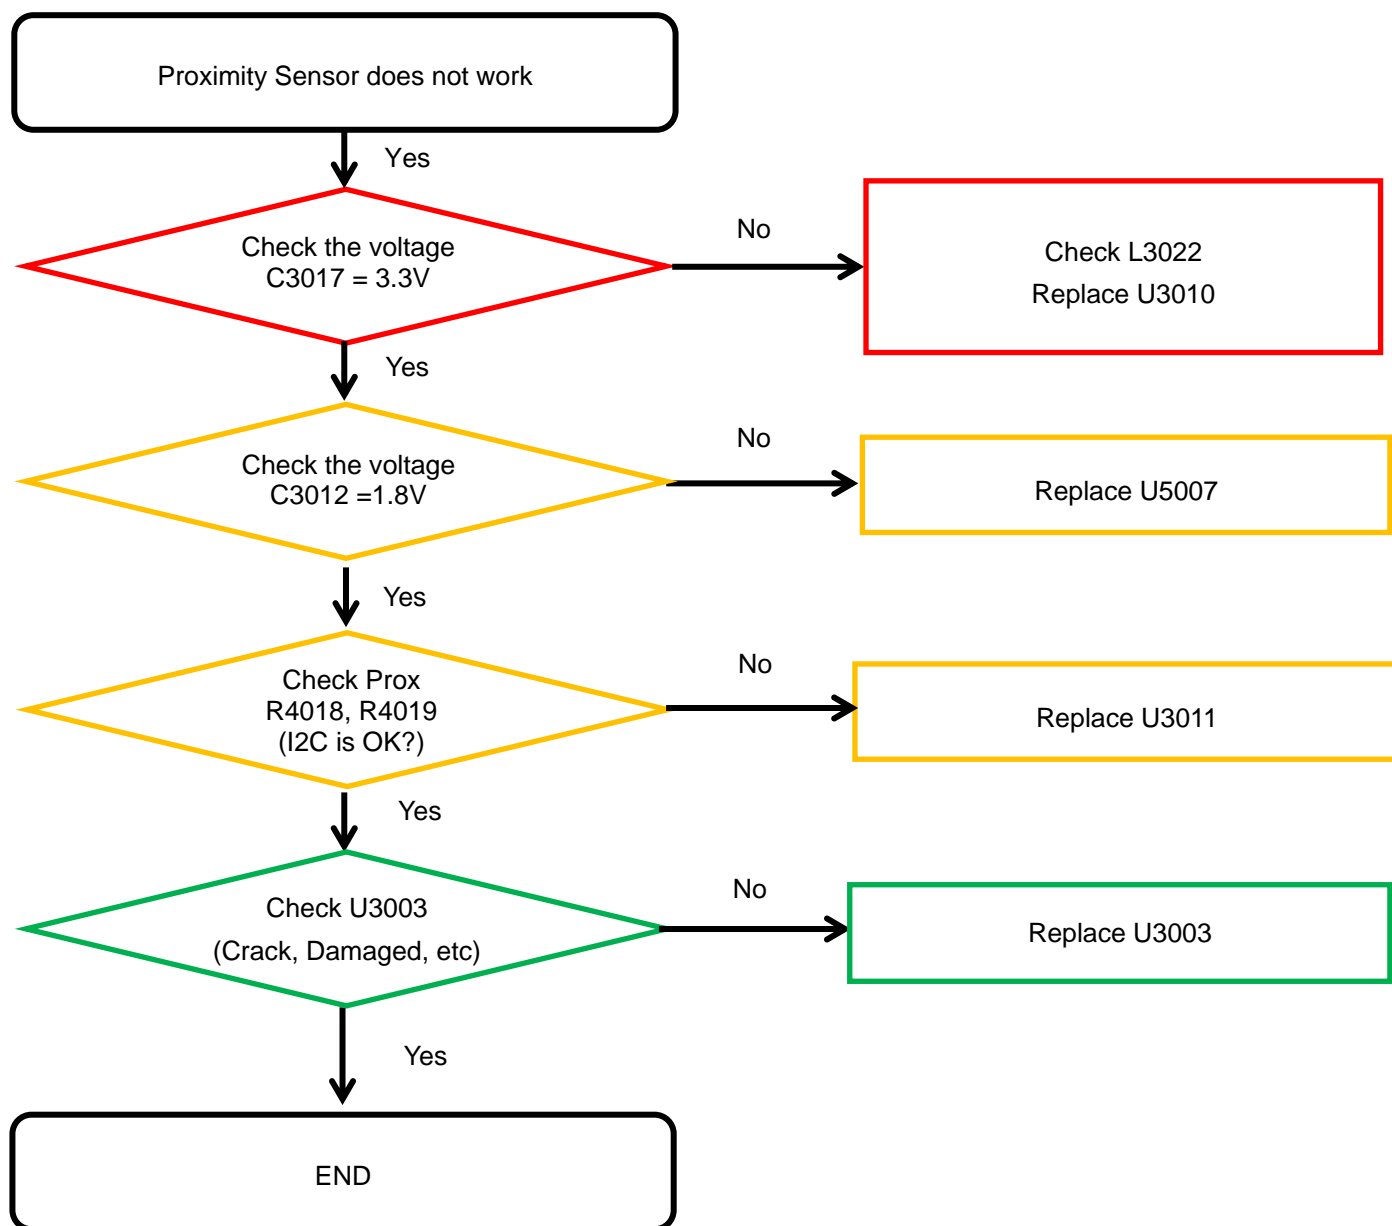 Proximity Sensor does not work
Yes
Check the voltage
C3017 = 3.3V
No
Check L3022
Replace U3010
Yes
Check the voltage
C3012 =1.8V
No
Replace U5007
Yes
Check Prox
R4018, R4019
(I2C is OK?)
No
Replace U3011
Yes
Check U3003
(Crack, Damaged, etc)
No
Replace U3003
Yes
END